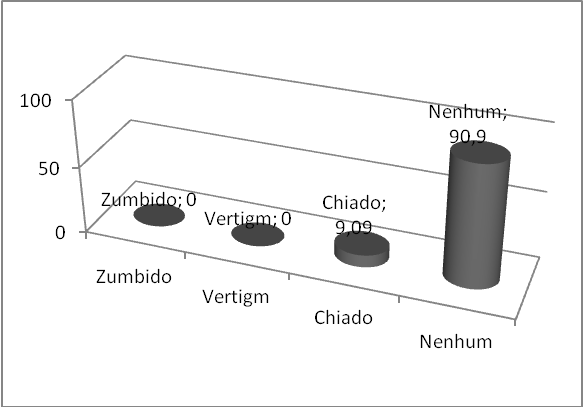 100
50
0
Zumbido; 0
Vertigm; 0
Chiado;
9,09
Nenhum;
90,9
Zumbido
Vertigm
Chiado
Nenhum